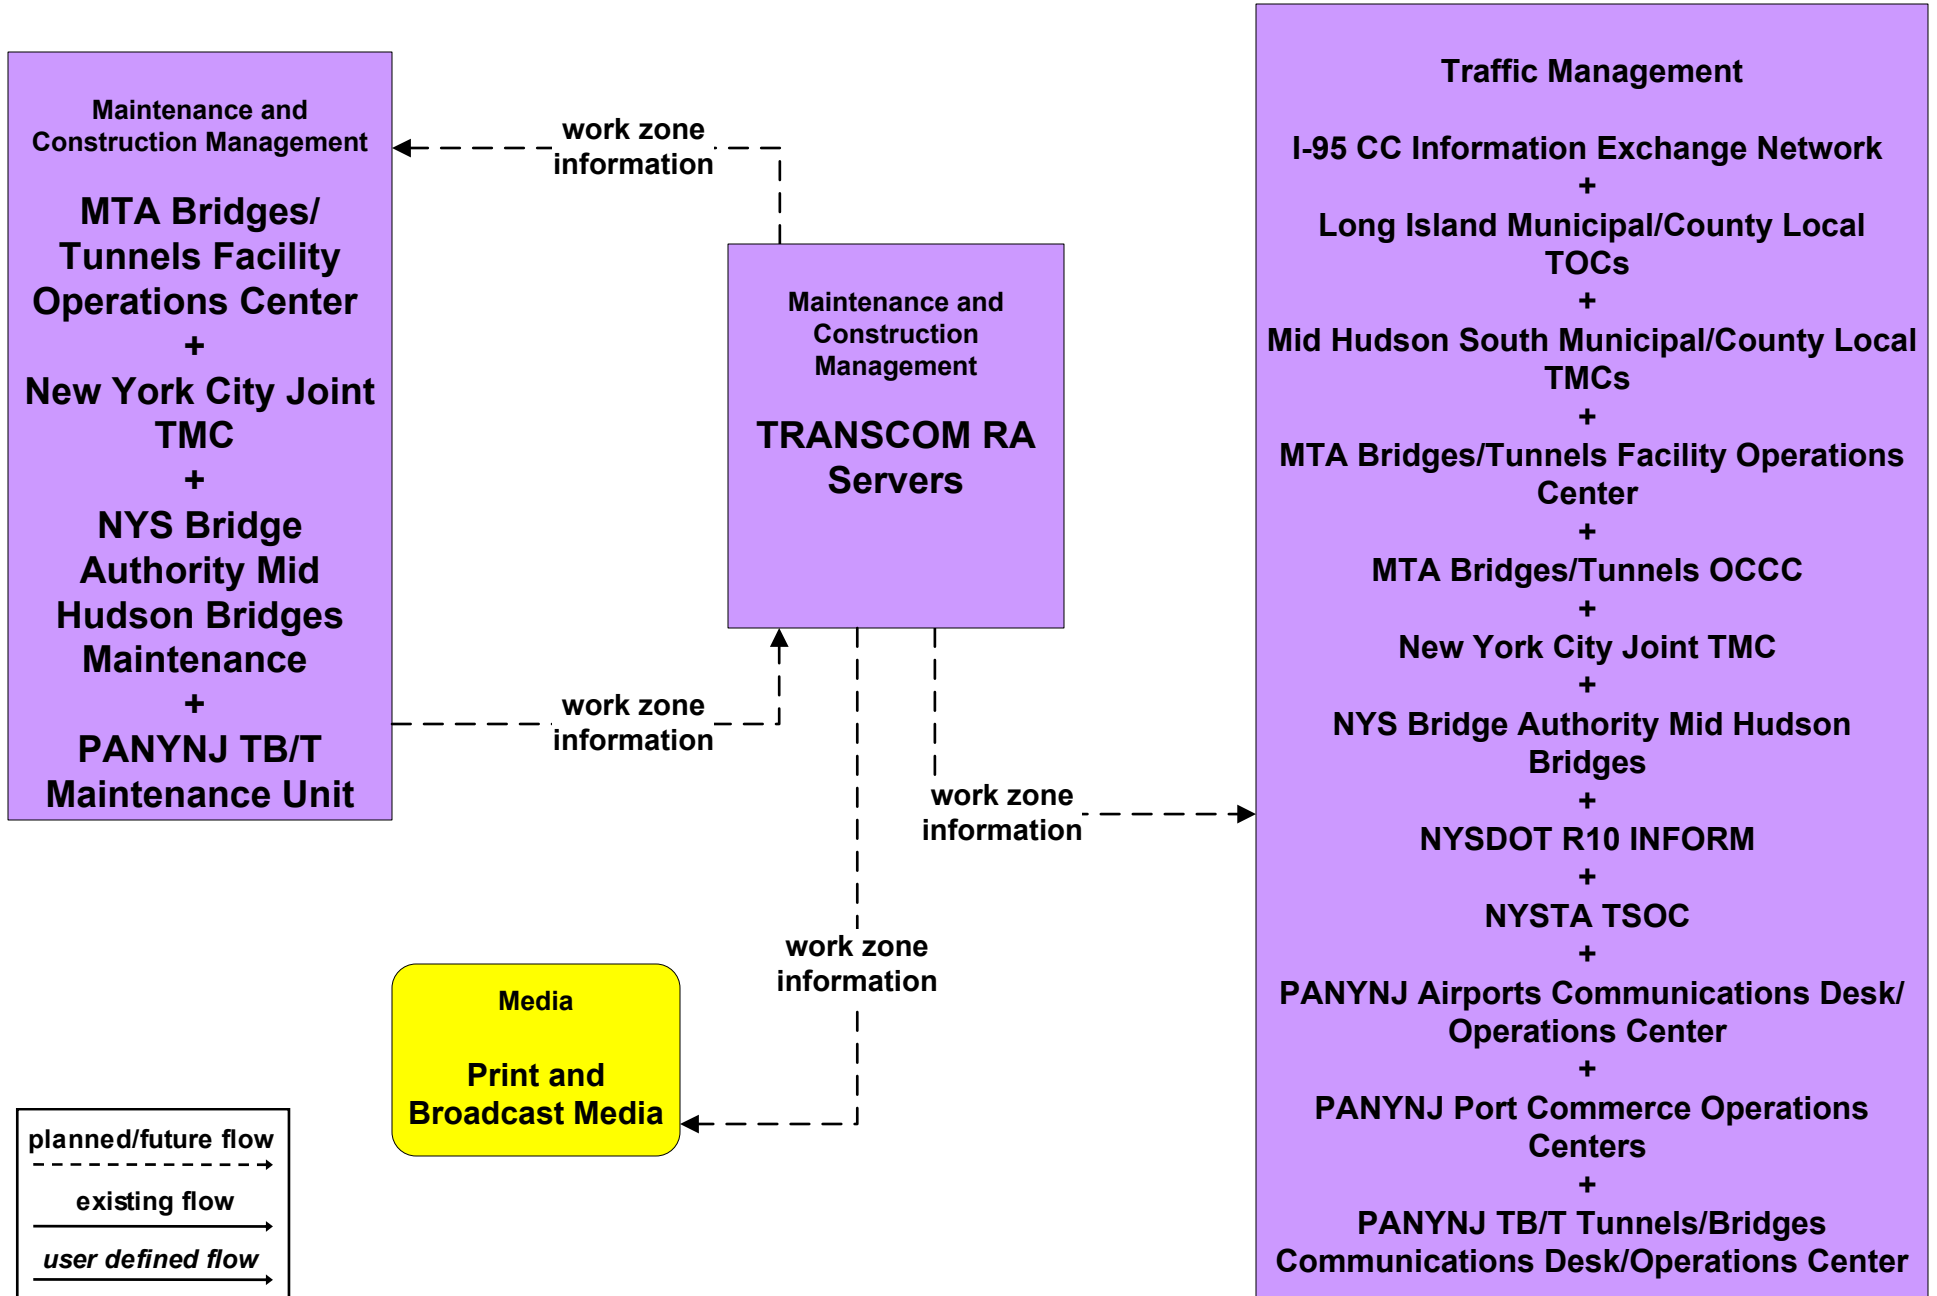 Maintenance and
Construction Management
MTA Bridges/
Tunnels Facility
Operations Center
+
New York City Joint
TMC
+
NYS Bridge
Authority Mid
Hudson Bridges
Maintenance
+
PANYNJ TB/T
Maintenance Unit
work zone
information
Maintenance and
Construction
Management
TRANSCOM RA
Servers
work zone
information
work zone
information
work zone
information
Media
Print and
Broadcast Media
Traffic Management
I-95 CC Information Exchange Network
+
Long Island Municipal/County Local
TOCs
+
Mid Hudson South Municipal/County Local
TMCs
+
MTA Bridges/Tunnels Facility Operations
Center
+
MTA Bridges/Tunnels OCCC
+
New York City Joint TMC
+
NYS Bridge Authority Mid Hudson
Bridges
+
NYSDOT R10 INFORM
+
NYSTA TSOC
+
PANYNJ Airports Communications Desk/
Operations Center
+
PANYNJ Port Commerce Operations
Centers
+
PANYNJ TB/T Tunnels/Bridges
Communications Desk/Operations Center
planned/future flow
existing flow
user defined flow